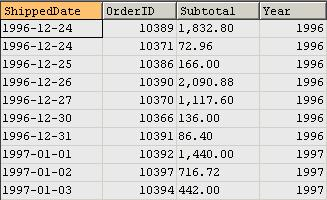 ShippedDate OrderID Subtotal Year
1996-12-24 10389 1,832.80 1996
1996-12-24 10371 72.96 1996
1996-12-25 10386 166.00 1996
1996-12-26 10390 2,090.88 1996
1996-12-27 10370 1,117.60 1996
1996-12-30 10366 136.00 1996
1996-12-31 10391 86.40 1996
1997-01-01 10392 1,440.00 1997
1997-01-02 10397 716.72 1997
1997-01-03 10394 442.00 1997